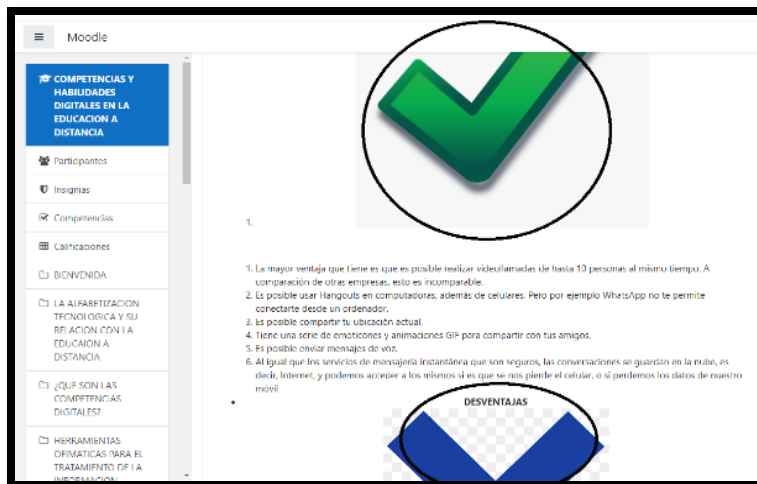 Moodle
COMPETENCIAS Y
HABILIDADES
DIGITALES EN LA
EDUCACION A
DISTANCIA
Participantes
Insignias
Competencias
Calificaciones
BIENVENIDA
LA ALFABETIZACION
TECNOLOGICA Y SU
RELACION CON LA
EDUCAION A
DISTANCIA
¿QUE SON LAS
COMPETENCIAS
DIGITALES?
HERRAMIENTAS
OFIMATICAS PARA EL
TRATAMIENTO DE LA
INFORMACION
1.
1. La mayor ventaja que tiene es que es posible realizar videollamadas de hasta 10 personas al mismo tiempo. A
comparación de otras empresas, esto es incomparable.
2. Es posible usar Hangouts en computadoras, además de celulares. Pero por ejemplo WhatsApp no te permite
conectarte desde un ordenador.
3. Es posible compartir tu ubicación actual.
4. Tiene una serie de emoticones y animaciones GIF para compartir con tus amigos.
5. Es posible enviar mensajes de voz.
6. Al igual que los servicios de mensajería instantánea que son seguros, las conversaciones se guardan en la nube, es
decir, Internet, y podemos acceder a los mismos si es que se nos pierde el celular, o si perdemos los datos de nuestro
móvil
DESVENTAJAS